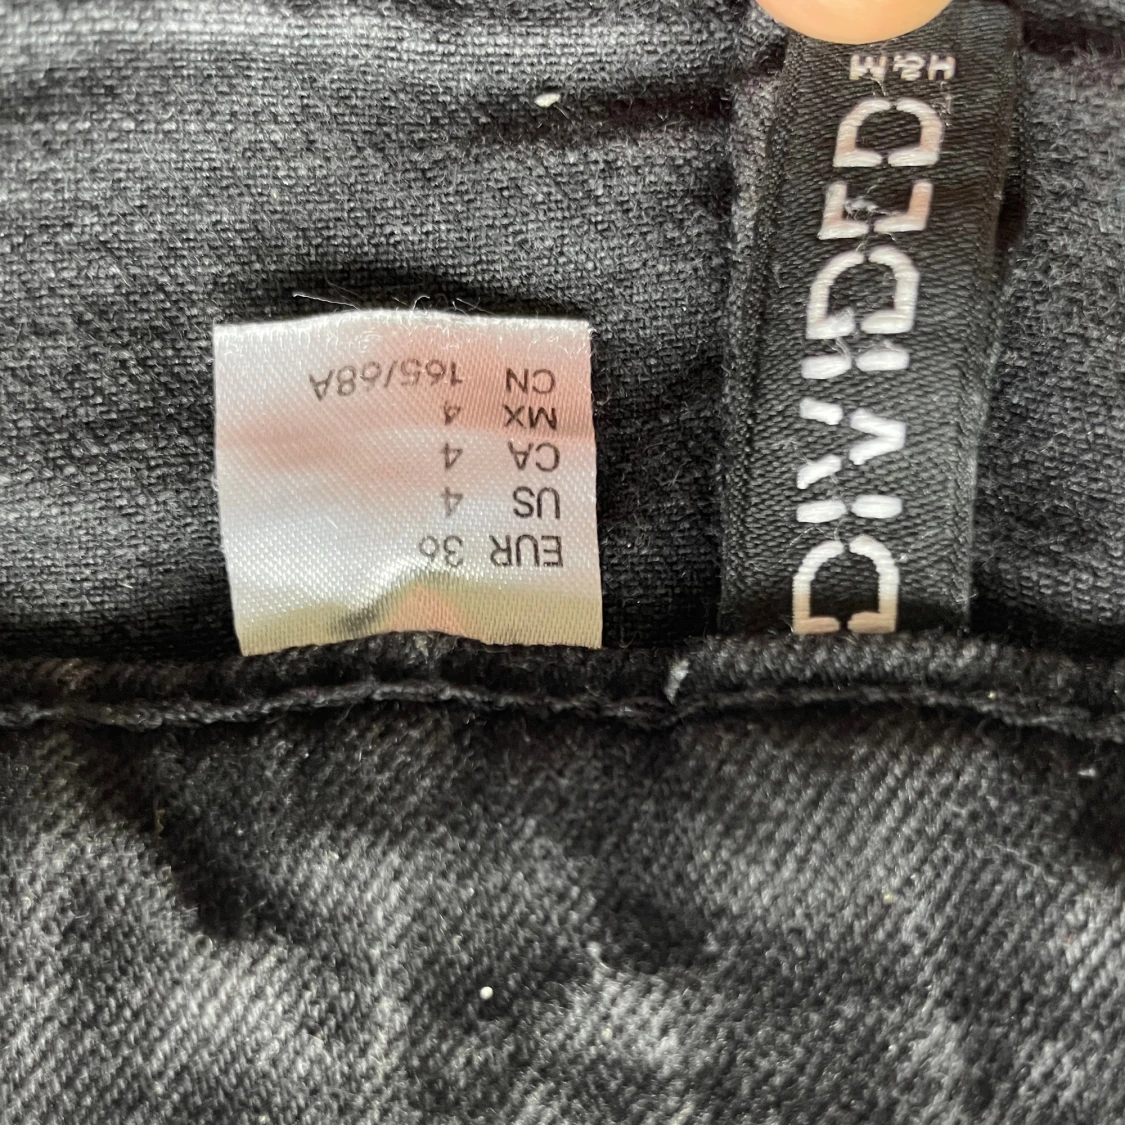 EUR 36
US 4
CA 4
MX 4
CN 165/68A
DIVIDED
H&M